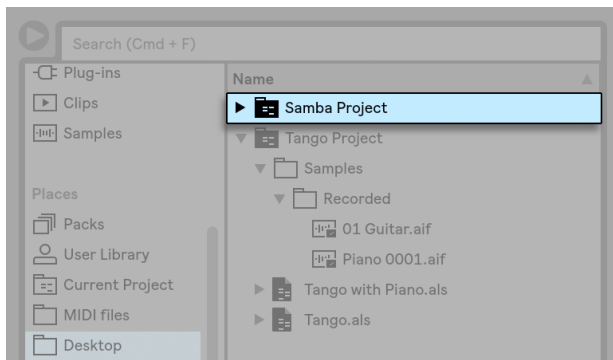 Search (Cmd + F)
Plug-ins
Clips
Samples
Places
Packs
User Library
Current Project
MIDI files
Desktop
Name
Samba Project
Tango Project
Samples
Recorded
01 Guitar.aif
Piano 0001.aif
Tango with Piano.als
Tango.als